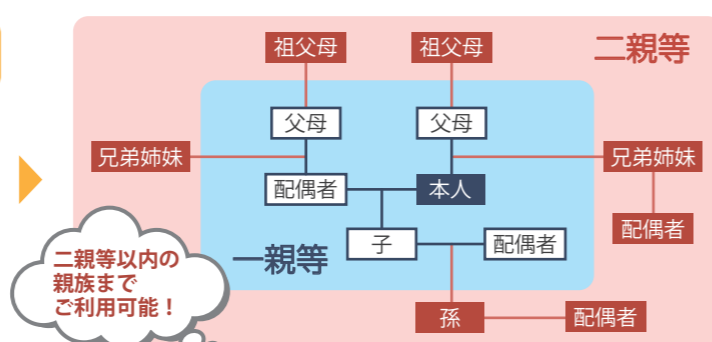 祖父母
祖父母
二親等
父母
父母
兄弟姉妹
兄弟姉妹
配偶者
本人
配偶者
子
配偶者
一親等
二親等以内の
親族まで
ご利用可能！
孫
配偶者